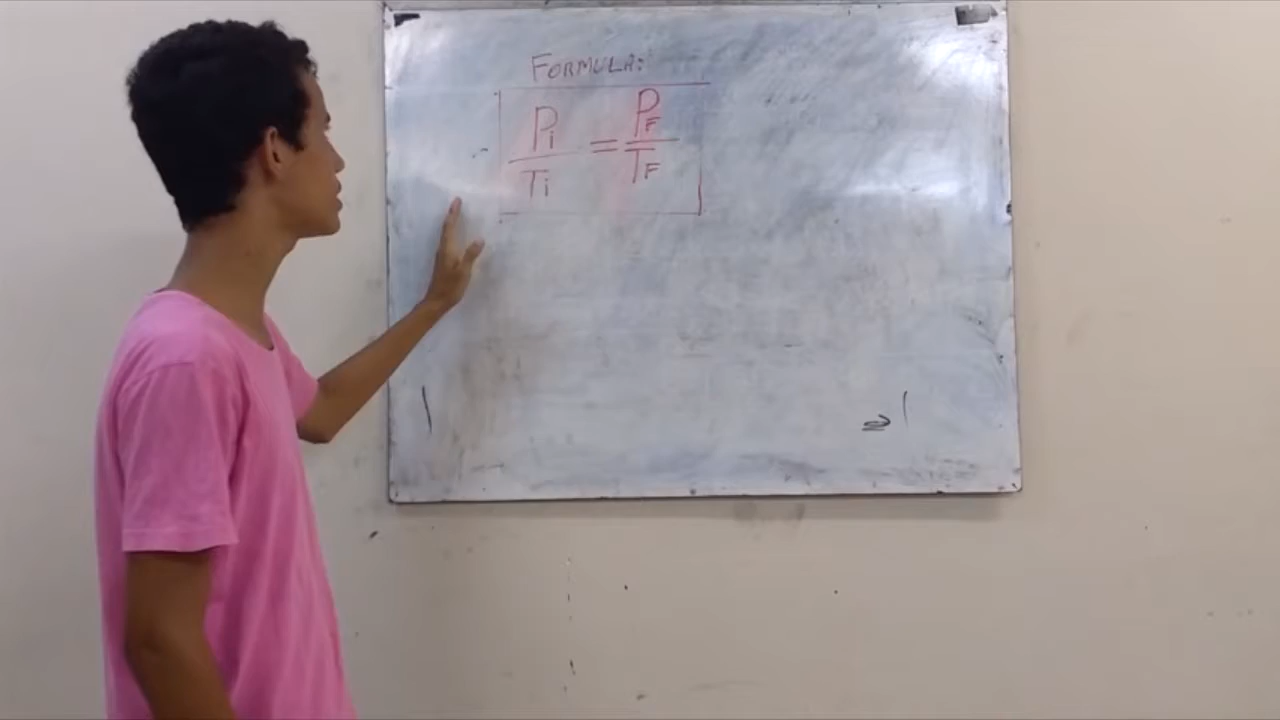 FORMULA:
Pi/Ti = PF/TF